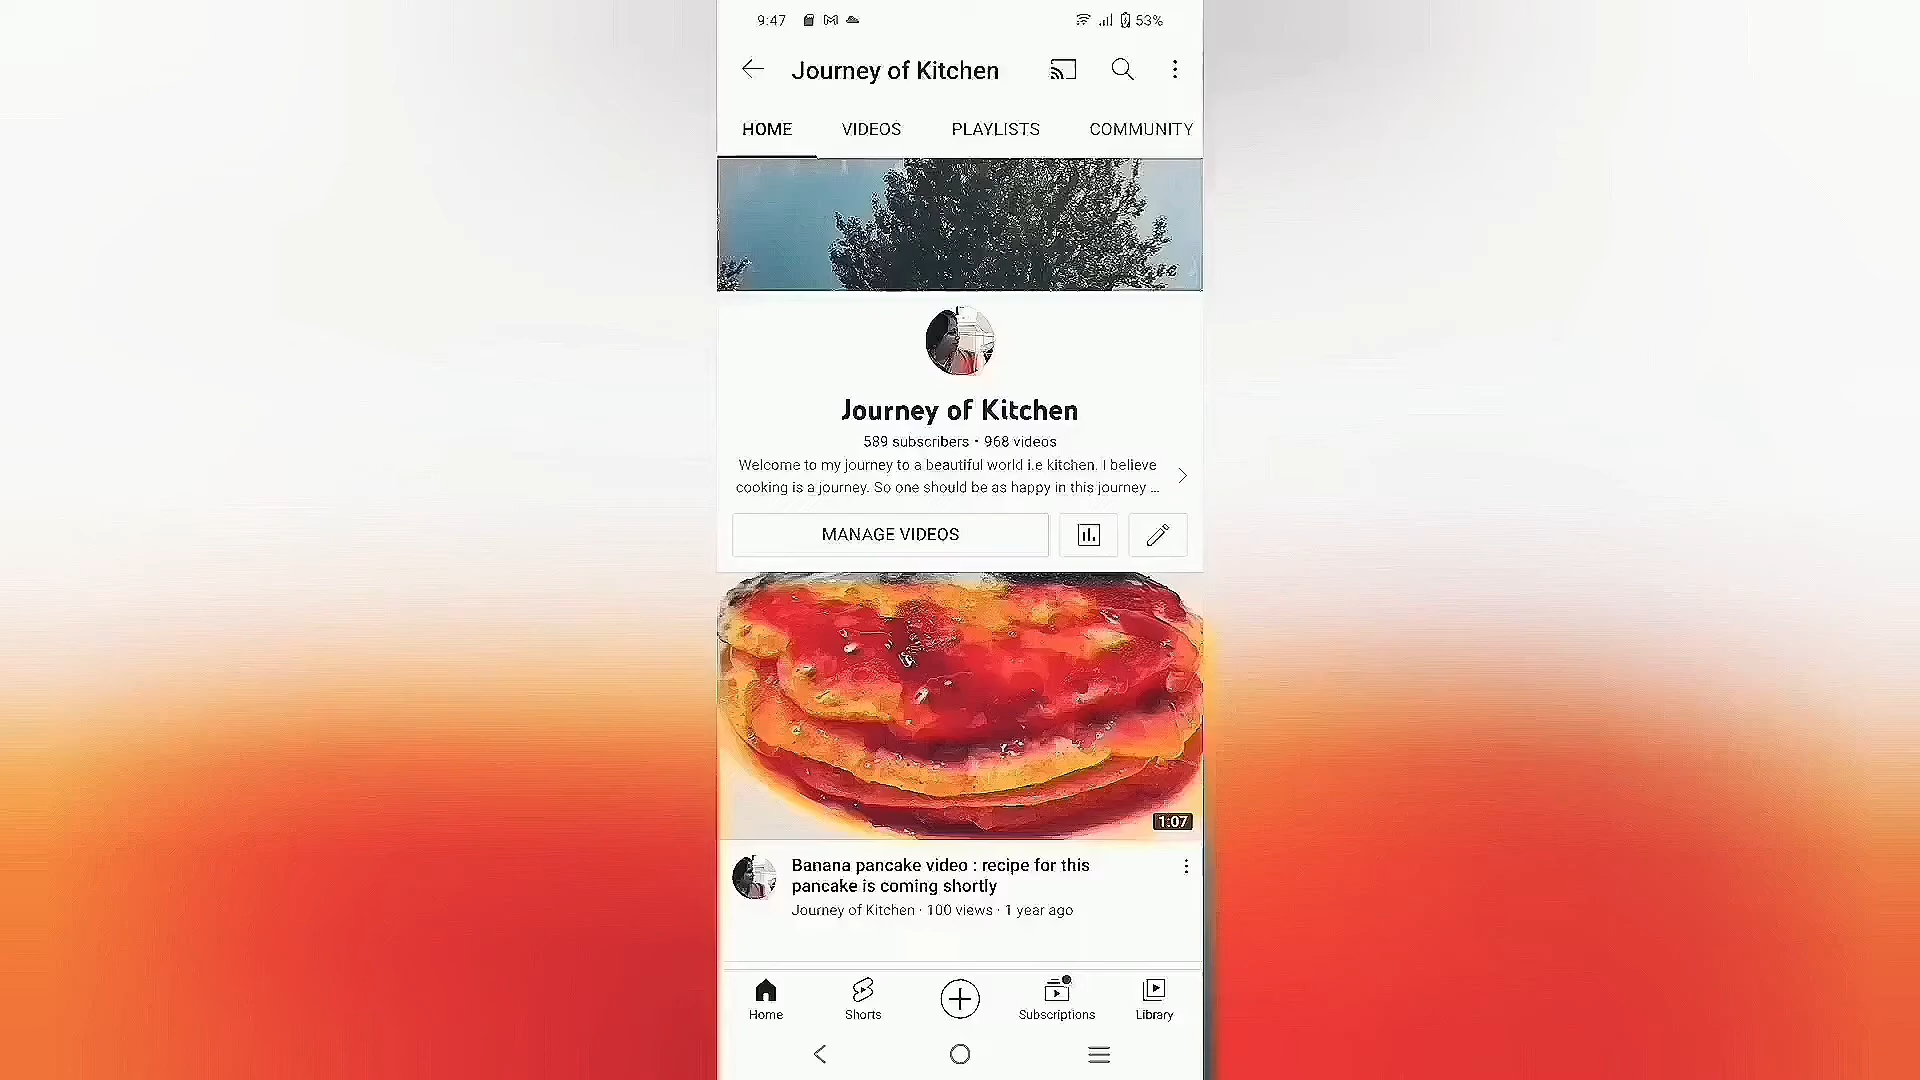 9:47
53%
Journey of Kitchen
HOME VIDEOS PLAYLISTS COMMUNITY
Journey of Kitchen
589 subscribers • 968 videos
Welcome to my journey to a beautiful world i.e kitchen. I believe
cooking is a journey. So one should be as happy in this journey ...
MANAGE VIDEOS
1:07
Banana pancake video : recipe for this
pancake is coming shortly
Journey of Kitchen · 100 views · 1 year ago
Home Shorts Subscriptions Library